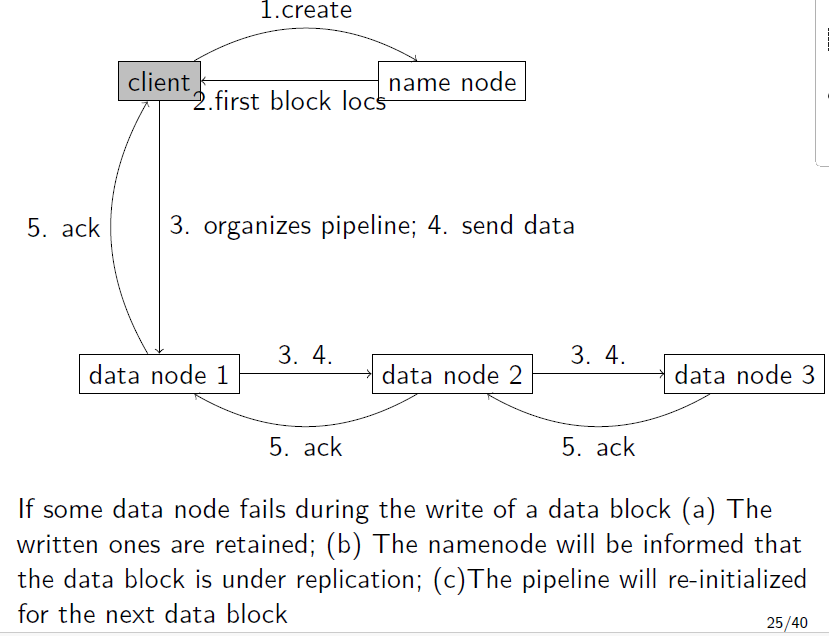 1.create
client
name node
2.first block locs
5. ack
3. organizes pipeline; 4. send data
data node 1
3. 4.
data node 2
3. 4.
data node 3
5. ack
5. ack
If some data node fails during the write of a data block (a) The
written ones are retained; (b) The namenode will be informed that
the data block is under replication; (c)The pipeline will re-initialized
for the next data block
25/40